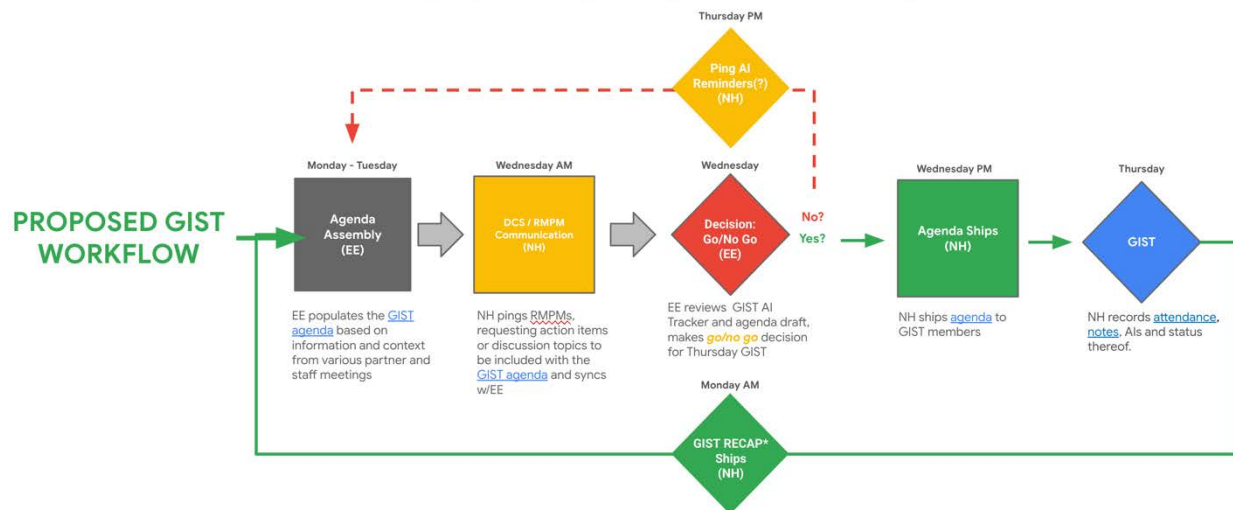 Thursday PM
Ping AI
Reminders(?)
(NH)
PROPOSED GIST
WORKFLOW
Monday - Tuesday
Agenda
Assembly
(EE)
EE populates the GIST
agenda based on
information and context
from various partner and
staff meetings
Wednesday AM
DCS / RMPM
Communication
(NH)
NH pings RMPMs,
requesting action items
or discussion topics to
be included with the
GIST agenda and syncs
w/EE
Wednesday
Decision:
Go/No Go
(EE)
No?
Yes?
EE reviews GIST AI
Tracker and agenda draft,
makes go/no go decision
for Thursday GIST
Wednesday PM
Agenda Ships
(NH)
NH ships agenda to
GIST members
Thursday
GIST
NH records attendance,
notes, AIs and status
thereof.
Monday AM
GIST RECAP*
Ships
(NH)